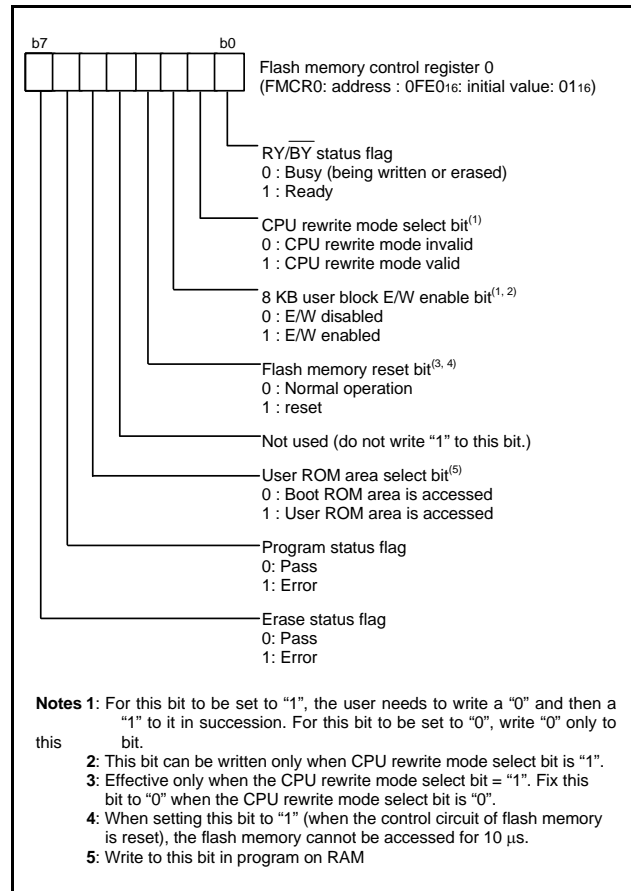 b7 b0
Flash memory control register 0
(FMCR0: address : 0FE016: initial value: 0116)
RY/BY status flag
0 : Busy (being written or erased)
1 : Ready
CPU rewrite mode select bit(1)
0 : CPU rewrite mode invalid
1 : CPU rewrite mode valid
8 KB user block E/W enable bit(1, 2)
0 : E/W disabled
1 : E/W enabled
Flash memory reset bit(3, 4)
0 : Normal operation
1 : reset
Not used (do not write “1” to this bit.)
User ROM area select bit(5)
0 : Boot ROM area is accessed
1 : User ROM area is accessed
Program status flag
0: Pass
1: Error
Erase status flag
0: Pass
1: Error
Notes 1: For this bit to be set to “1”, the user needs to write a “0” and then a
“1” to it in succession. For this bit to be set to “0”, write “0” only to
this bit.
2: This bit can be written only when CPU rewrite mode select bit is “1”.
3: Effective only when the CPU rewrite mode select bit = “1”. Fix this
bit to “0” when the CPU rewrite mode select bit is “0”.
4: When setting this bit to “1” (when the control circuit of flash memory
is reset), the flash memory cannot be accessed for 10 μs.
5: Write to this bit in program on RAM